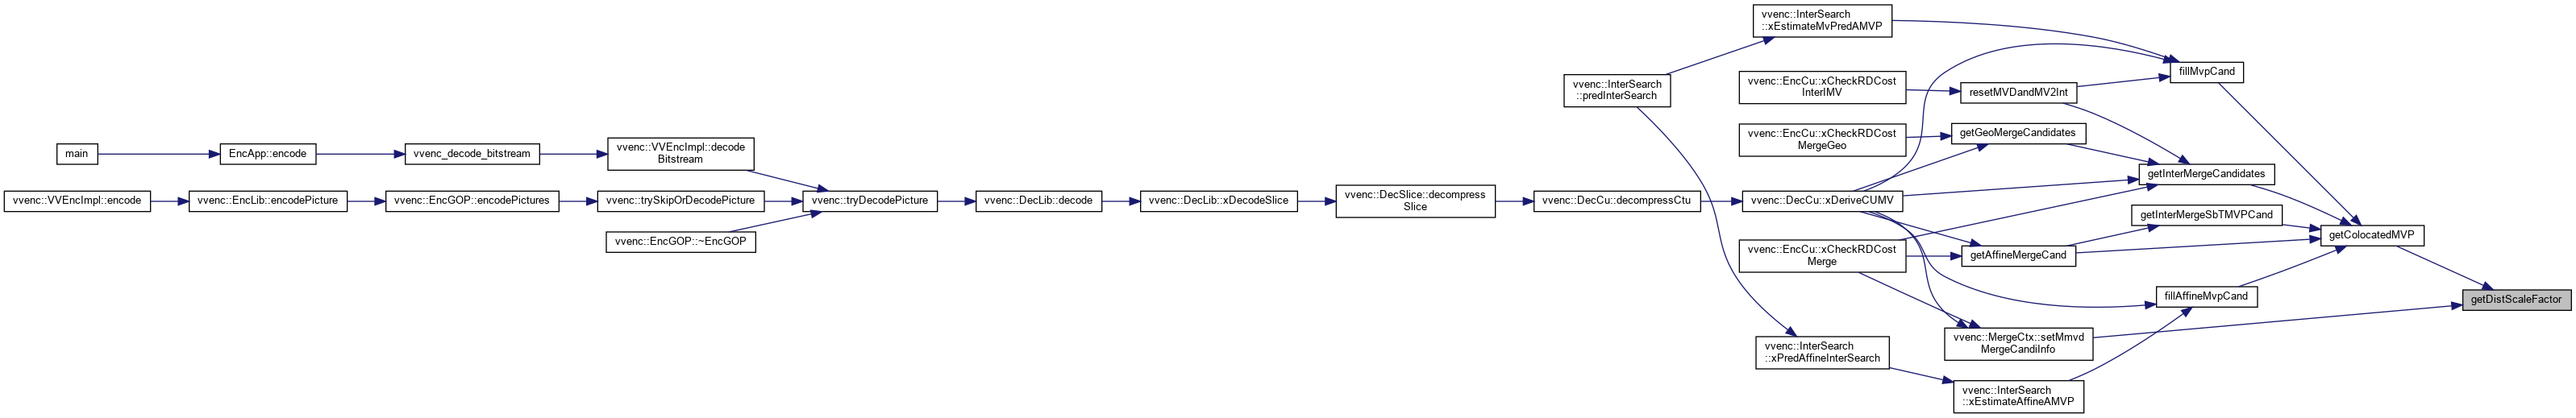 main
EncApp::encode
vvenc_decode_bitstream
vvenc::VVEncImpl::decode
Bitstream
vvenc::VVEncImpl::encode
vvenc::EncLib::encodePicture
vvenc::EncGOP::encodePictures
vvenc::trySkipOrDecodePicture
vvenc::EncGOP::~EncGOP
vvenc::tryDecodePicture
vvenc::DecLib::decode
vvenc::DecLib::xDecodeSlice
vvenc::DecSlice::decompress
Slice
vvenc::DecCu::decompressCtu
vvenc::InterSearch
::predInterSearch
vvenc::InterSearch
::xEstimateMvPredAMVP
vvenc::EncCu::xCheckRDCost
InterIMV
vvenc::EncCu::xCheckRDCost
MergeGeo
vvenc::DecCu::xDeriveCUMV
vvenc::EncCu::xCheckRDCost
Merge
vvenc::InterSearch
::xPredAffineInterSearch
resetMVDandMV2Int
getGeoMergeCandidates
getAffineMergeCand
vvenc::MergeCtx::setMmvd
MergeCandiInfo
vvenc::InterSearch
::xEstimateAffineAMVP
fillMvpCand
getInterMergeCandidates
getInterMergeSbTMVPCand
fillAffineMvpCand
getColocatedMVP
getDistScaleFactor